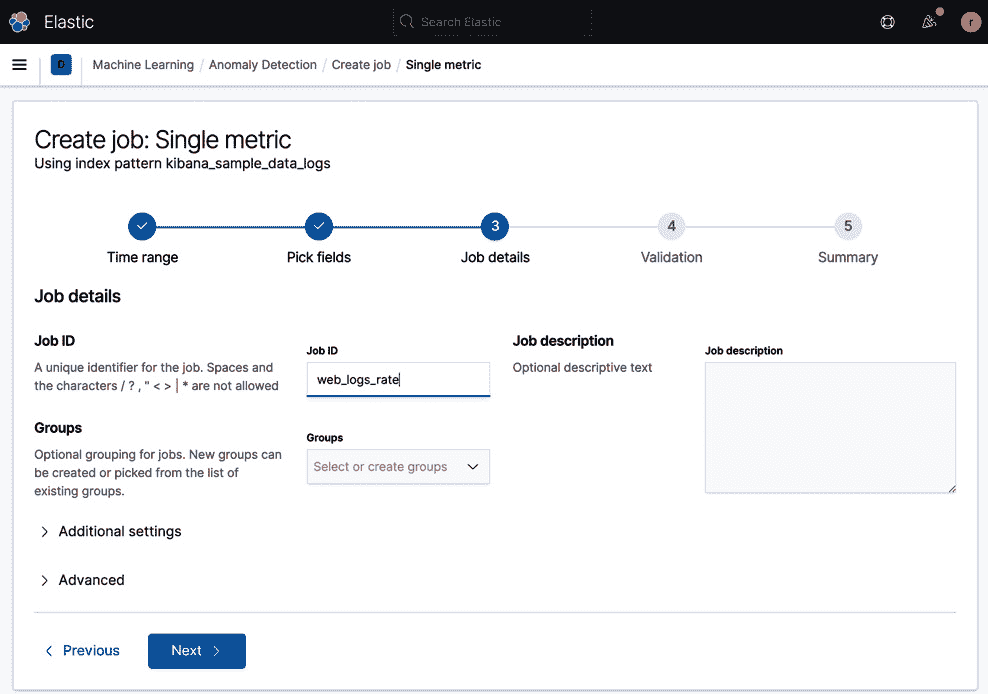 Elastic
Search Elastic
r
D
Machine Learning / Anomaly Detection / Create job / Single metric
Create job: Single metric
Using index pattern kibana_sample_data_logs
3
4
5
Time range
Pick fields
Job details
Validation
Summary
Job details
Job ID
A unique identifier for the job. Spaces and
the characters / ? , " < > | * are not allowed
Job ID
web_logs_rate
Job description
Optional descriptive text
Job description
Groups
Optional grouping for jobs. New groups can
be created or picked from the list of
existing groups.
Groups
Select or create groups
Additional settings
Advanced
Previous
Next